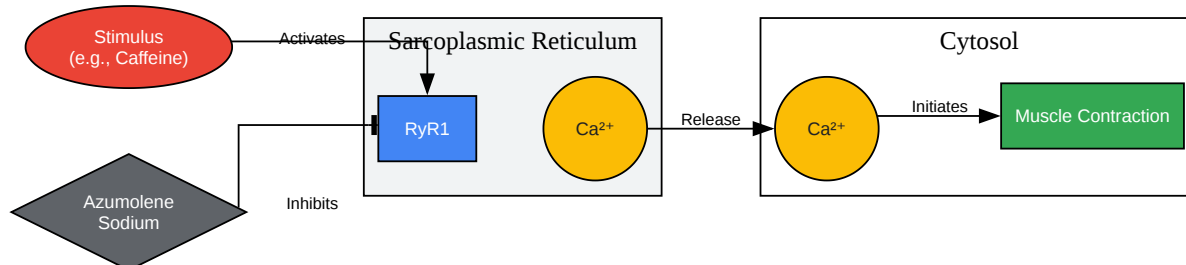 Stimulus
(e.g., Caffeine)
Activates
Sarcoplasmic Reticulum
Cytosol
RyR1
Ca²⁺
Release
Ca²⁺
Initiates
Muscle Contraction
Azumolene
Sodium
Inhibits